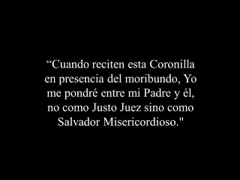 “Cuando reciten esta Coronilla
en presencia del moribundo, Yo
me pondré entre mi Padre y él,
no como Justo Juez sino como
Salvador Misericordioso."